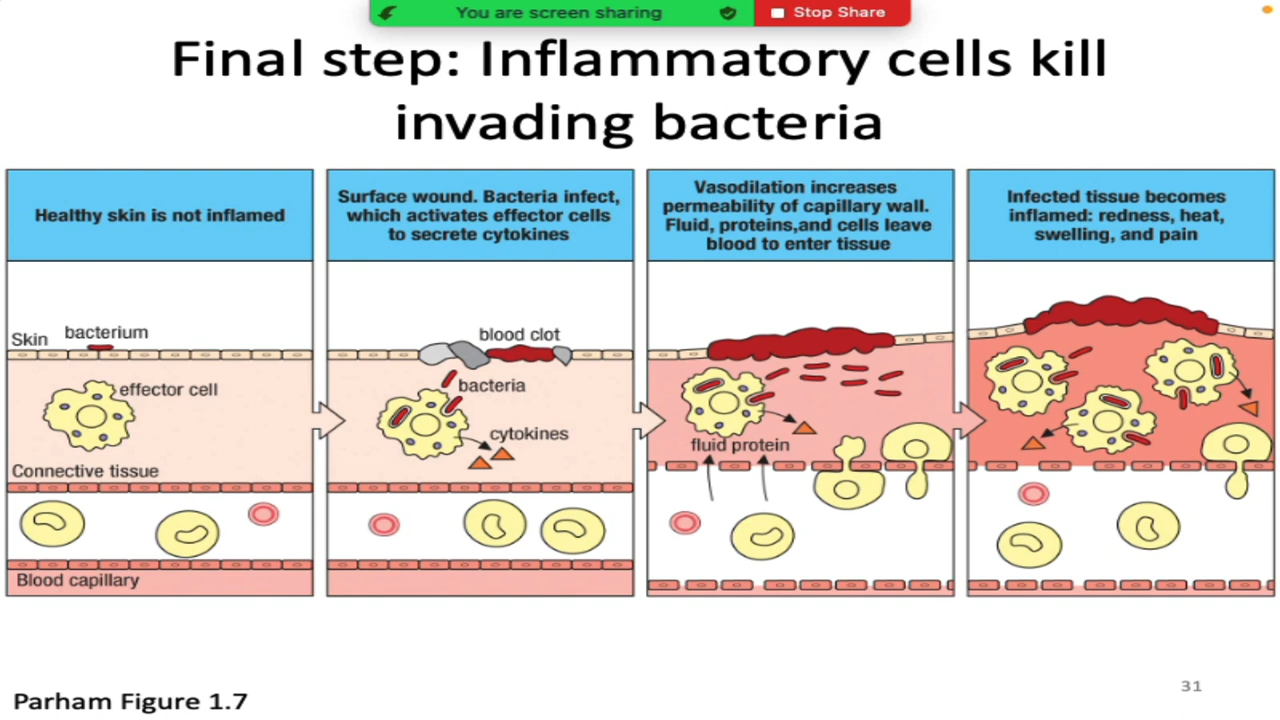 You are screen sharing
Stop Share
Final step: Inflammatory cells kill
invading bacteria
Healthy skin is not inflamed
Surface wound. Bacteria infect,
which activates effector cells
to secrete cytokines
Vasodilation increases
permeability of capillary wall.
Fluid, proteins,and cells leave
blood to enter tissue
Infected tissue becomes
inflamed: redness, heat,
swelling, and pain
Skin
bacterium
effector cell
Connective tissue
Blood capillary
blood clot
bacteria
cytokines
fluid protein
31
Parham Figure 1.7